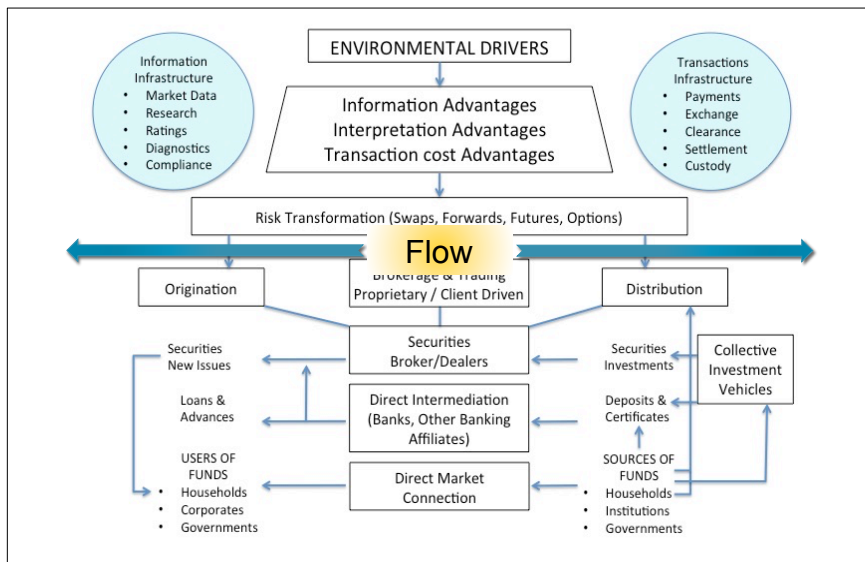 ENVIRONMENTAL DRIVERS
Information
Infrastructure
• Market Data
• Research
• Ratings
• Diagnostics
• Compliance
Information Advantages
Interpretation Advantages
Transaction cost Advantages
Transactions
Infrastructure
• Payments
• Exchange
• Clearance
• Settlement
• Custody
Risk Transformation (Swaps, Forwards, Futures, Options)
Flow
Origination
Brokerage & Trading
Proprietary / Client Driven
Distribution
Securities
New Issues
Securities
Broker/Dealers
Securities
Investments
Collective
Investment
Vehicles
Loans &
Advances
Direct Intermediation
(Banks, Other Banking
Affiliates)
Deposits &
Certificates
USERS OF
FUNDS
• Households
• Corporates
• Governments
Direct Market
Connection
SOURCES OF
FUNDS
• Households
• Institutions
• Governments